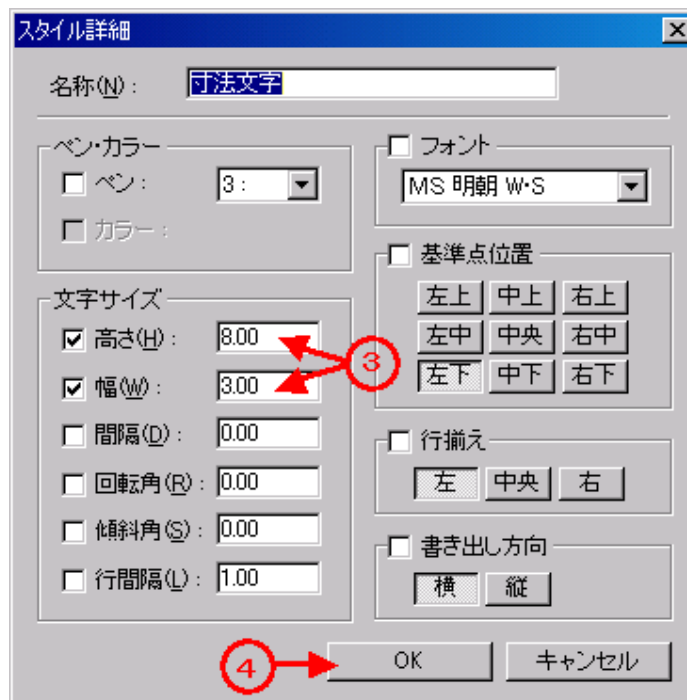 スタイル詳細
名称(N)： 寸法文字
ペン・カラー
ペン： 3：
カラー：
文字サイズ
高さ(H)： 8.00
幅(W)： 3.00
間隔(D)： 0.00
回転角(R)： 0.00
傾斜角(S)： 0.00
行間隔(L)： 1.00
③
フォント
MS 明朝 W・S
基準点位置
左上 中上 右上
左中 中央 右中
左下 中下 右下
行揃え
左 中央 右
書き出し方向
横 縦
④
OK キャンセル